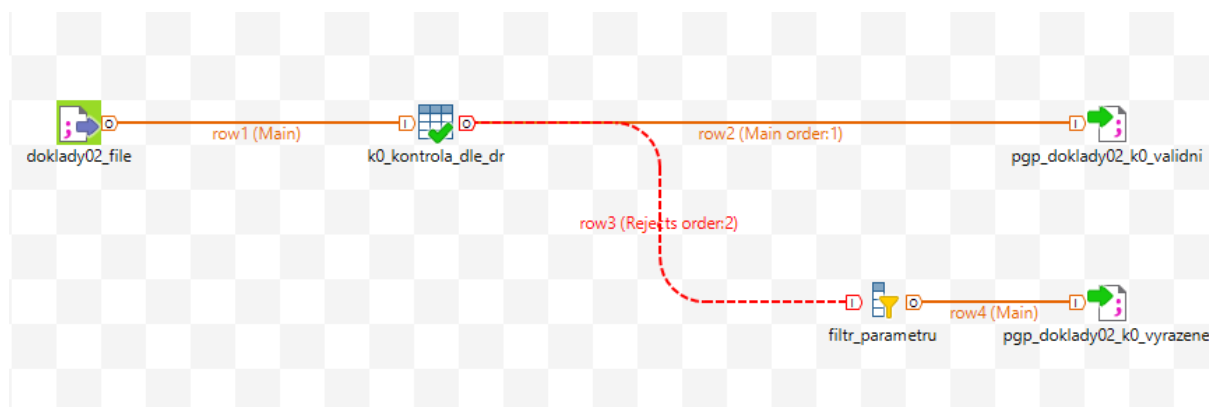 row1 (Main)
row2 (Main order:1)
doklady02_file
k0_kontrola_dle_dr
pgp_doklady02_k0_validni
row3 (Rejects order:2)
row4 (Main)
filtr_parametru
pgp_doklady02_k0_vyrazene